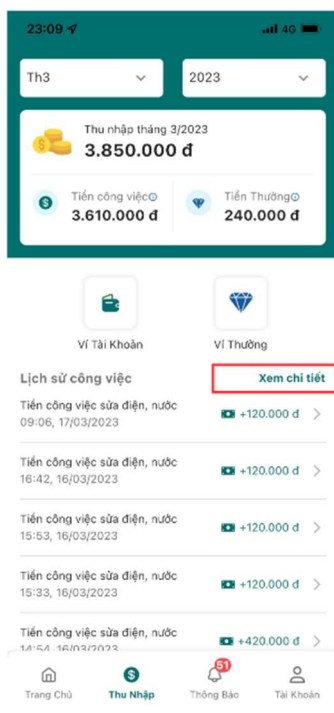 23:09
4G
Th3
2023
Thu nhập tháng 3/2023
3.850.000 đ
Tiền công việc
3.610.000 đ
Tiền Thưởng
240.000 đ
Ví Tài Khoản
Ví Thưởng
Lịch sử công việc
Xem chi tiết
Tiền công việc sửa điện, nước
+120.000 đ
09:06, 17/03/2023
Tiền công việc sửa điện, nước
+120.000 đ
16:42, 16/03/2023
Tiền công việc sửa điện, nước
+120.000 đ
15:53, 16/03/2023
Tiền công việc sửa điện, nước
+120.000 đ
15:33, 16/03/2023
Tiền công việc sửa điện, nước
+420.000 đ
14:54, 16/03/2023
51
Trang Chủ
Thu Nhập
Thông Báo
Tài Khoản